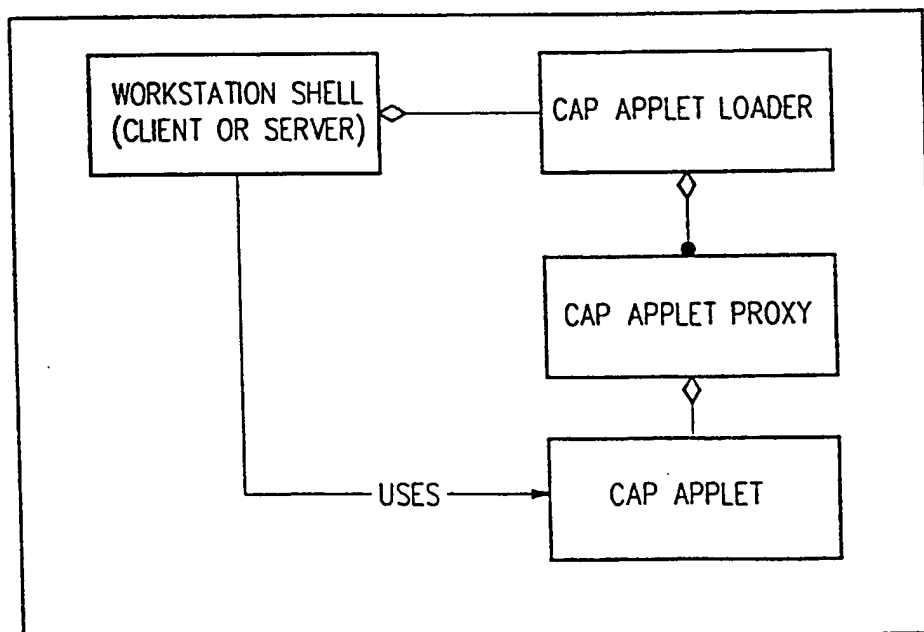 WORKSTATION SHELL
(CLIENT OR SERVER)
CAP APPLET LOADER
CAP APPLET PROXY
USES
CAP APPLET